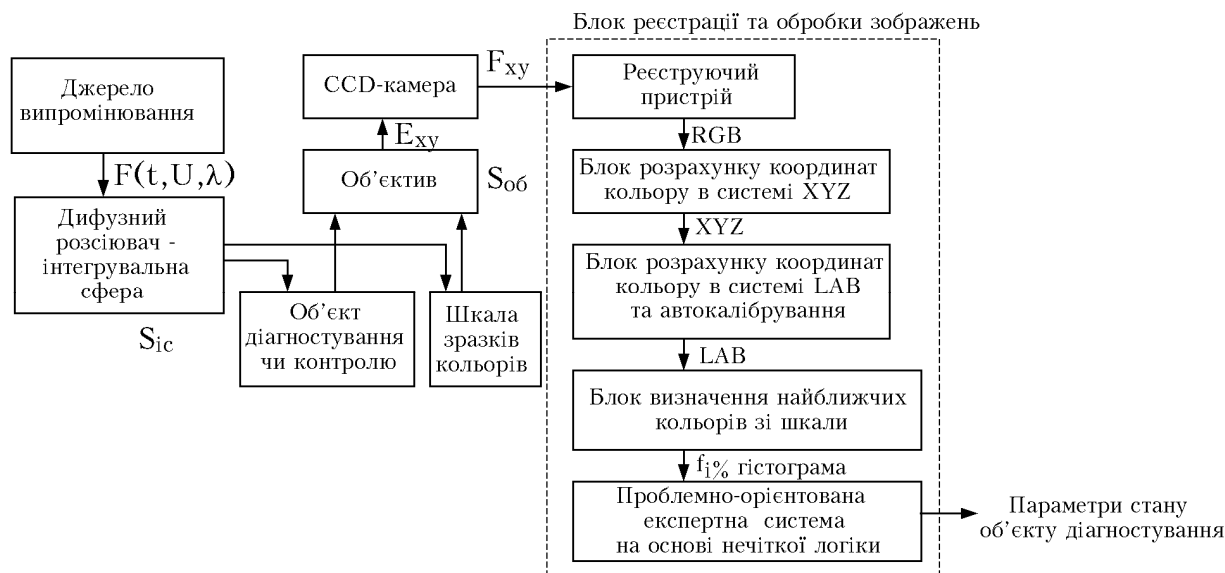 Блок реєстрації та обробки зображень
Джерело
випромінювання
F(t,U,λ)
Дифузний
розсіювач -
інтегрувальна
сфера
Sіс
Об’єкт
діагностування
чи контролю
Шкала
зразків
кольорів
Об’єктив
Sоб
Exy
CCD-камера
Fxy
Реєструючий
пристрій
RGB
Блок розрахунку координат
кольору в системі XYZ
XYZ
Блок розрахунку координат
кольору в системі LAB
та автокалібрування
LAB
Блок визначення найближчих
кольорів зі шкали
fi% гістограма
Проблемно-орієнтована
експертна система
на основі нечіткої логіки
Параметри стану
об’єкту діагностування